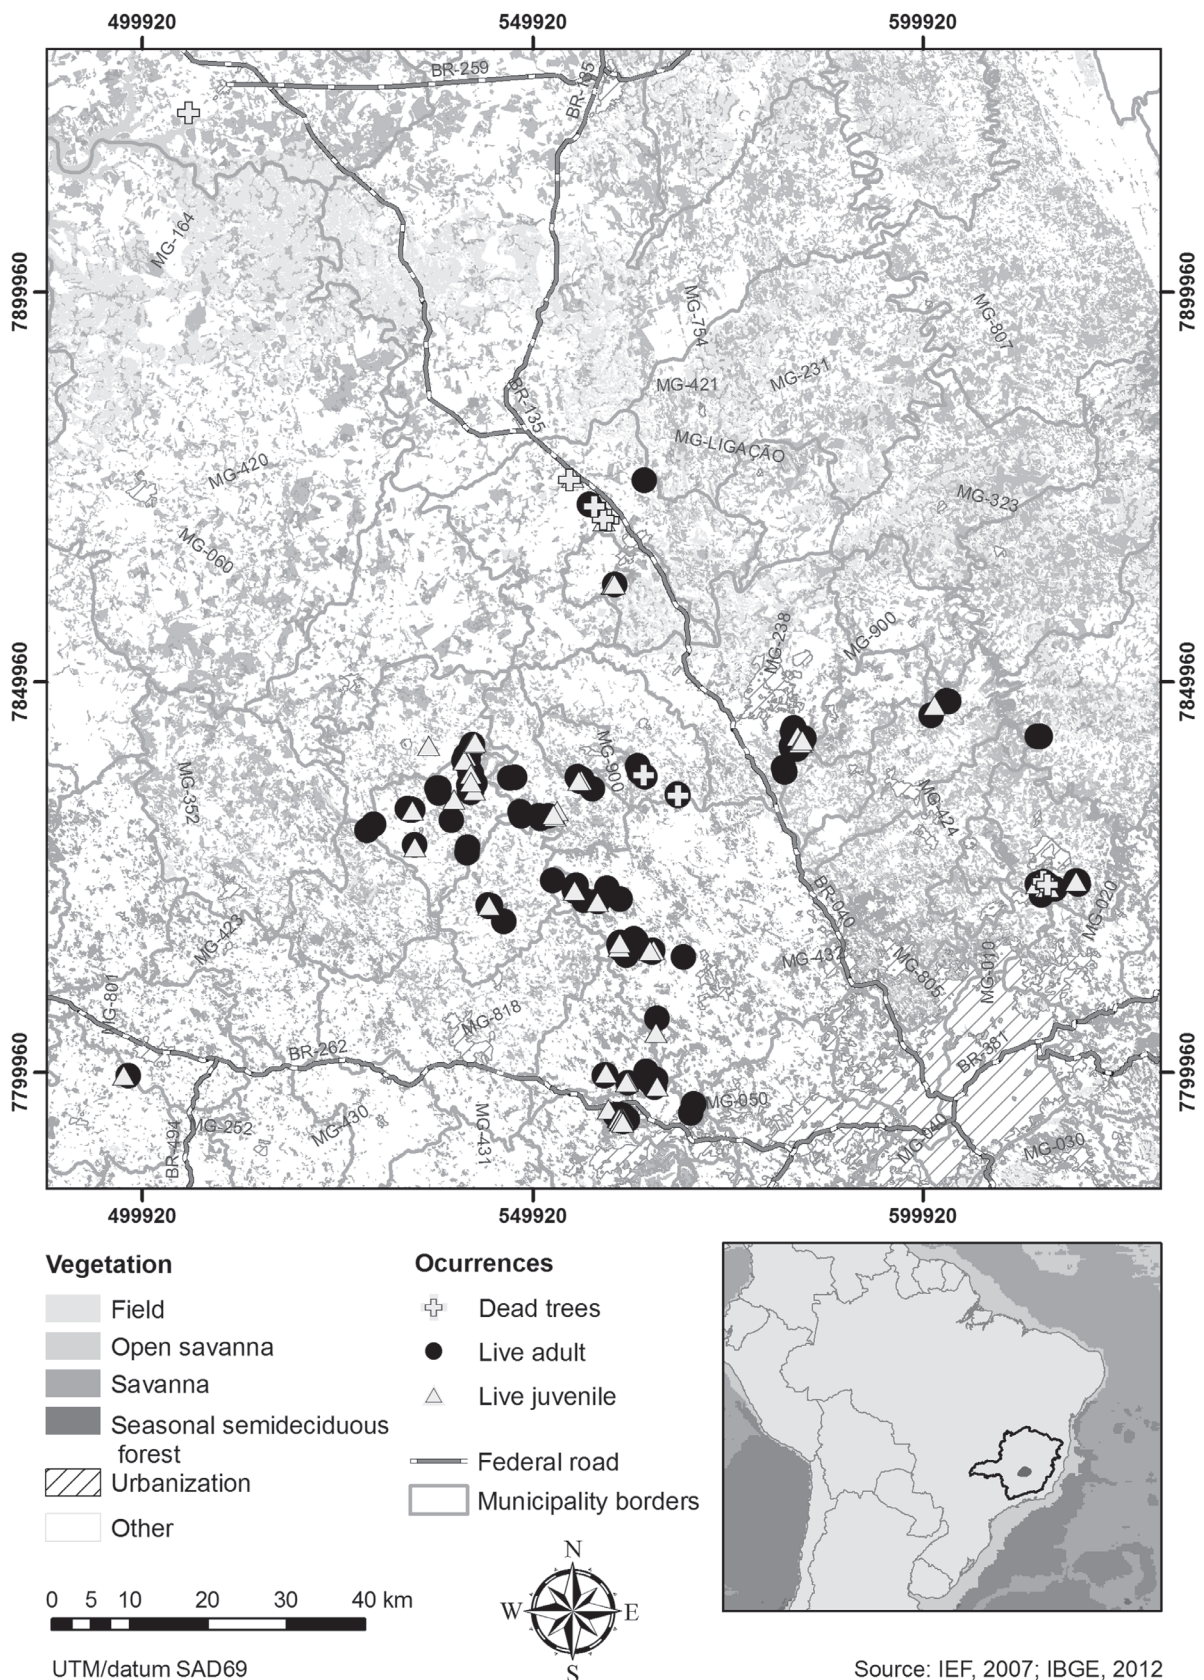 499920
549920
599920
BR-259
BR-135
MG-164
7899960
7899960
MG-754
MG-807
MG-231
MG-421
BR-135
MG-LIGAÇÃO
MG-420
MG-323
MG-060
MG-238
MG-900
7849960
7849960
MG-900
MG-352
MG-424
BR-040
MG-020
MG-423
MG-432
MG-805
MG-010
MG-801
MG-818
BR-262
BR-381
7799960
7799960
MG-050
MG-252
MG-430
MG-431
BR-494
MG-040
MG-030
499920
549920
599920
Vegetation
Field
Open savanna
Savanna
Seasonal semideciduous
forest
Urbanization
Other
Ocurrences
Dead trees
Live adult
Live juvenile
Federal road
Municipality borders
0 5 10 20 30 40 km
N
W
E
S
UTM/datum SAD69
Source: IEF, 2007; IBGE, 2012